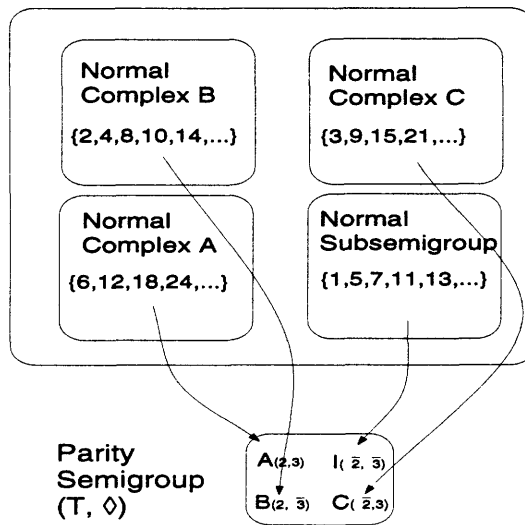 Normal
Complex B
{2,4,8,10,14,...}
Normal
Complex C
{3,9,15,21,...}
Normal
Complex A
{6,12,18,24,...}
Normal
Subsemigroup
{1,5,7,11,13,...}
Parity
Semigroup
(T, ◊)
A(2,3) I( 2̅, 3̅)
B(2, 3̅) C( 2̅,3)